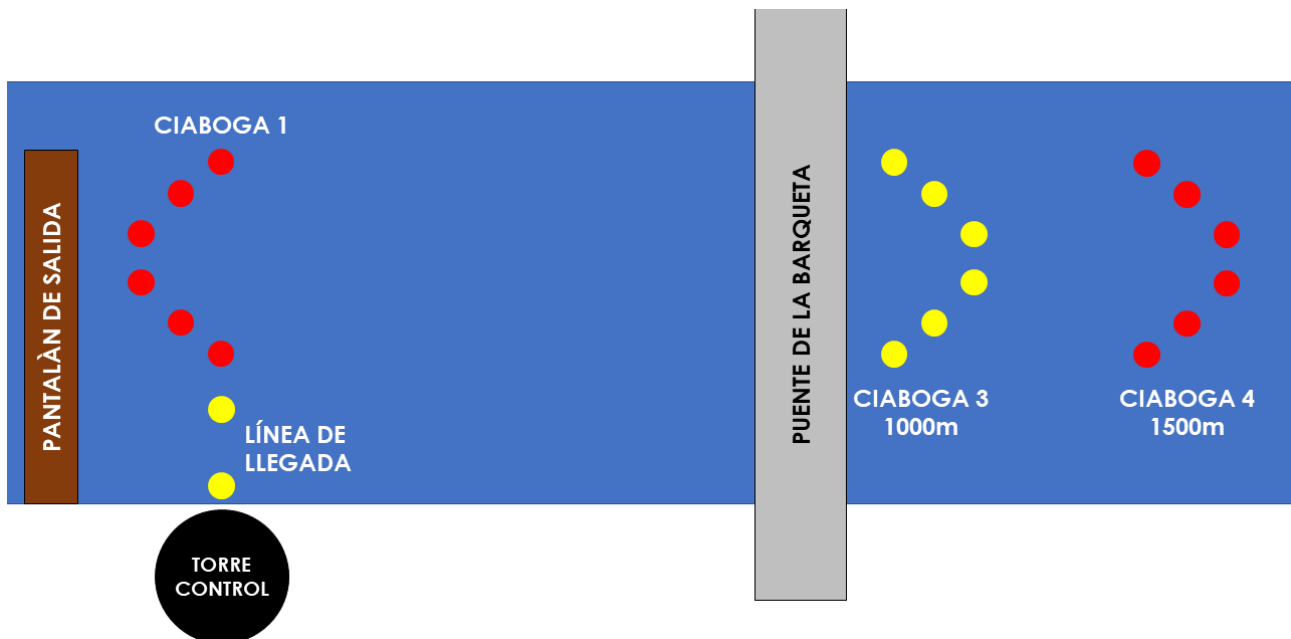 CIABOGA 1
PANTALÀN DE SALIDA
LÍNEA DE
LLEGADA
TORRE
CONTROL
PUENTE DE LA BARQUETA
CIABOGA 3
1000m
CIABOGA 4
1500m